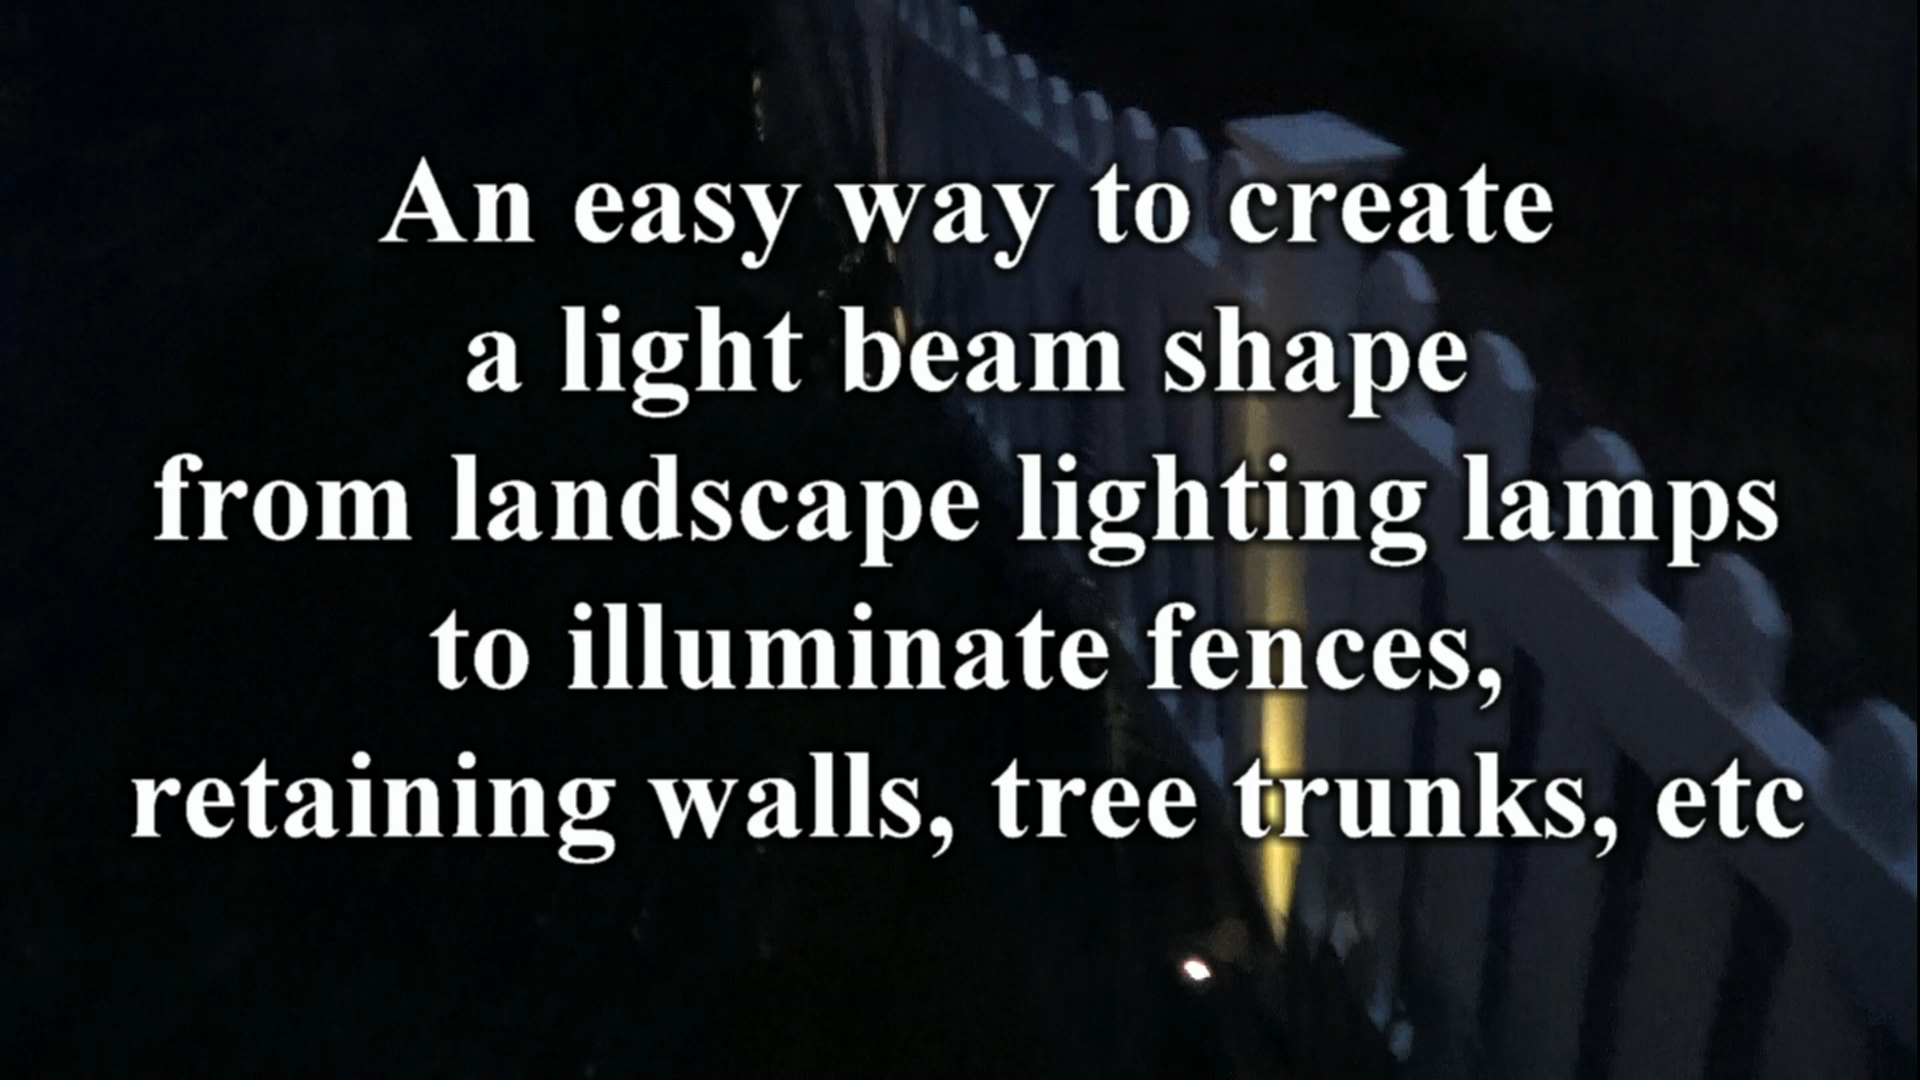 An easy way to create
a light beam shape
from landscape lighting lamps
to illuminate fences,
retaining walls, tree trunks, etc